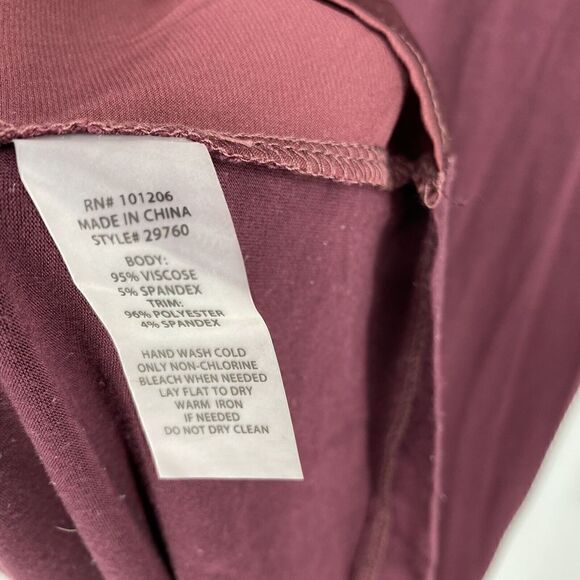 RN# 101206
MADE IN CHINA
STYLE# 29760
BODY:
95% VISCOSE
5% SPANDEX
TRIM:
96% POLYESTER
4% SPANDEX
HAND WASH COLD
ONLY NON-CHLORINE
BLEACH WHEN NEEDED
LAY FLAT TO DRY
WARM IRON
IF NEEDED
DO NOT DRY CLEAN